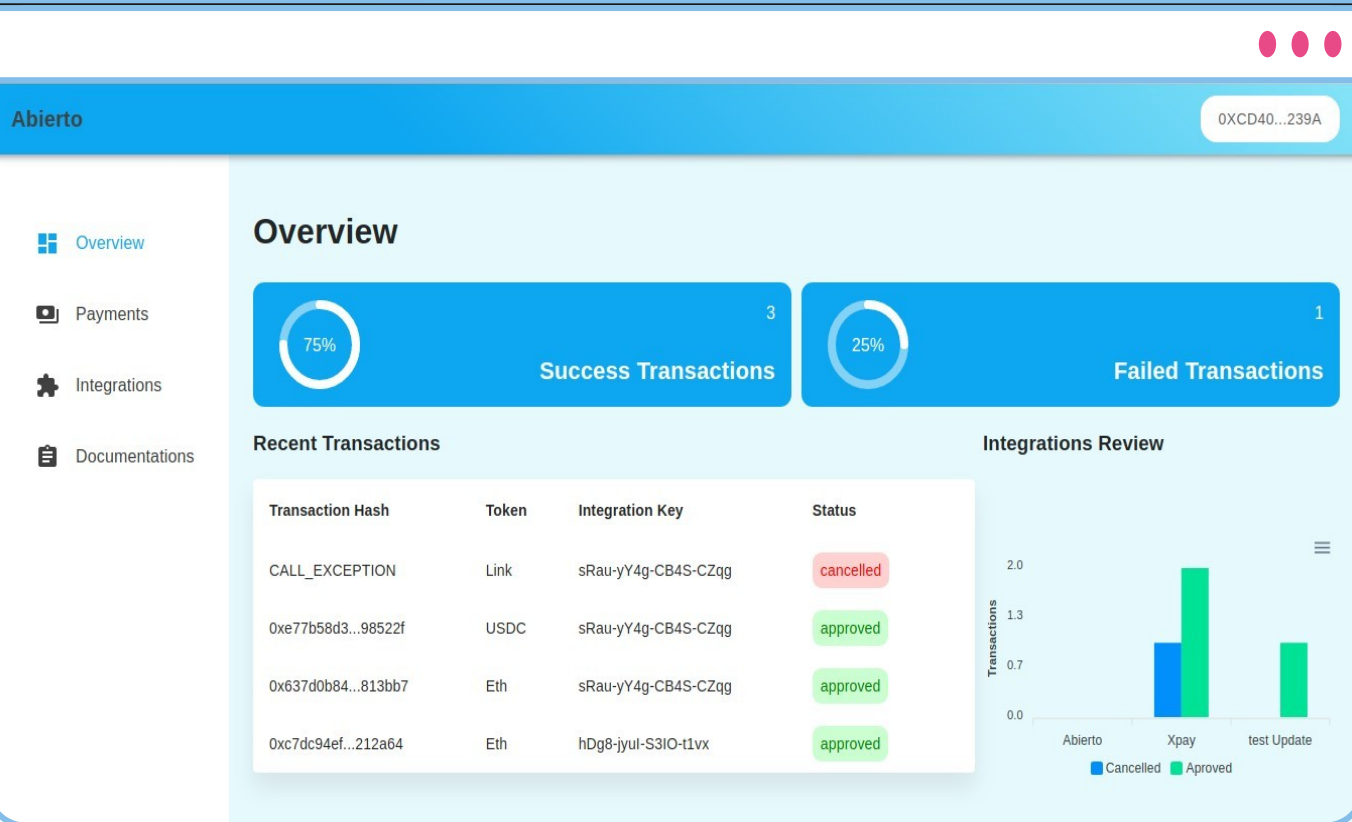 Abierto
0XCD40...239A
Overview
Payments
Integrations
Documentations
Overview
75%
3
Success Transactions
25%
1
Failed Transactions
Recent Transactions
Transaction Hash Token Integration Key Status
CALL_EXCEPTION Link sRau-yY4g-CB4S-CZqg cancelled
0xe77b58d3...98522f USDC sRau-yY4g-CB4S-CZqg approved
0x637d0b84...813bb7 Eth sRau-yY4g-CB4S-CZqg approved
0xc7dc94ef...212a64 Eth hDg8-jyuI-S3IO-t1vx approved
Integrations Review
Transactions
2.0
1.3
0.7
0.0
Abierto Xpay test Update
Cancelled Aproved